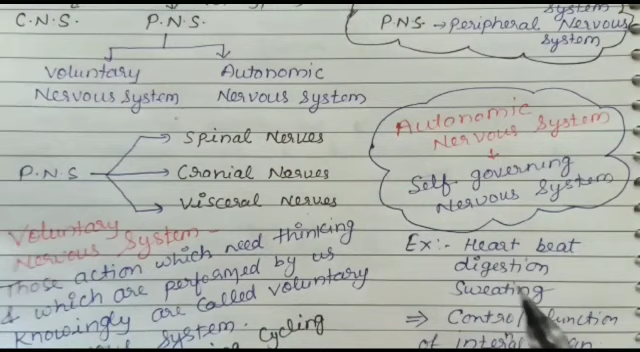 System
C.N.S. P.N.S.
P.N.S. → Peripheral Nervous
System
Voluntary Autonomic
Nervous System Nervous System
P.N.S
Spinal Nerves
Cranial Nerves
Visceral Nerves
Autonomic
Nervous System
↓
Self governing
Nervous System
Voluntary
Nervous System -
Those action which need thinking
& which are performed by us
knowingly are called voluntary
System.
Cycling
Ex:- Heart beat
digestion
Sweating
⇒ Control function
of